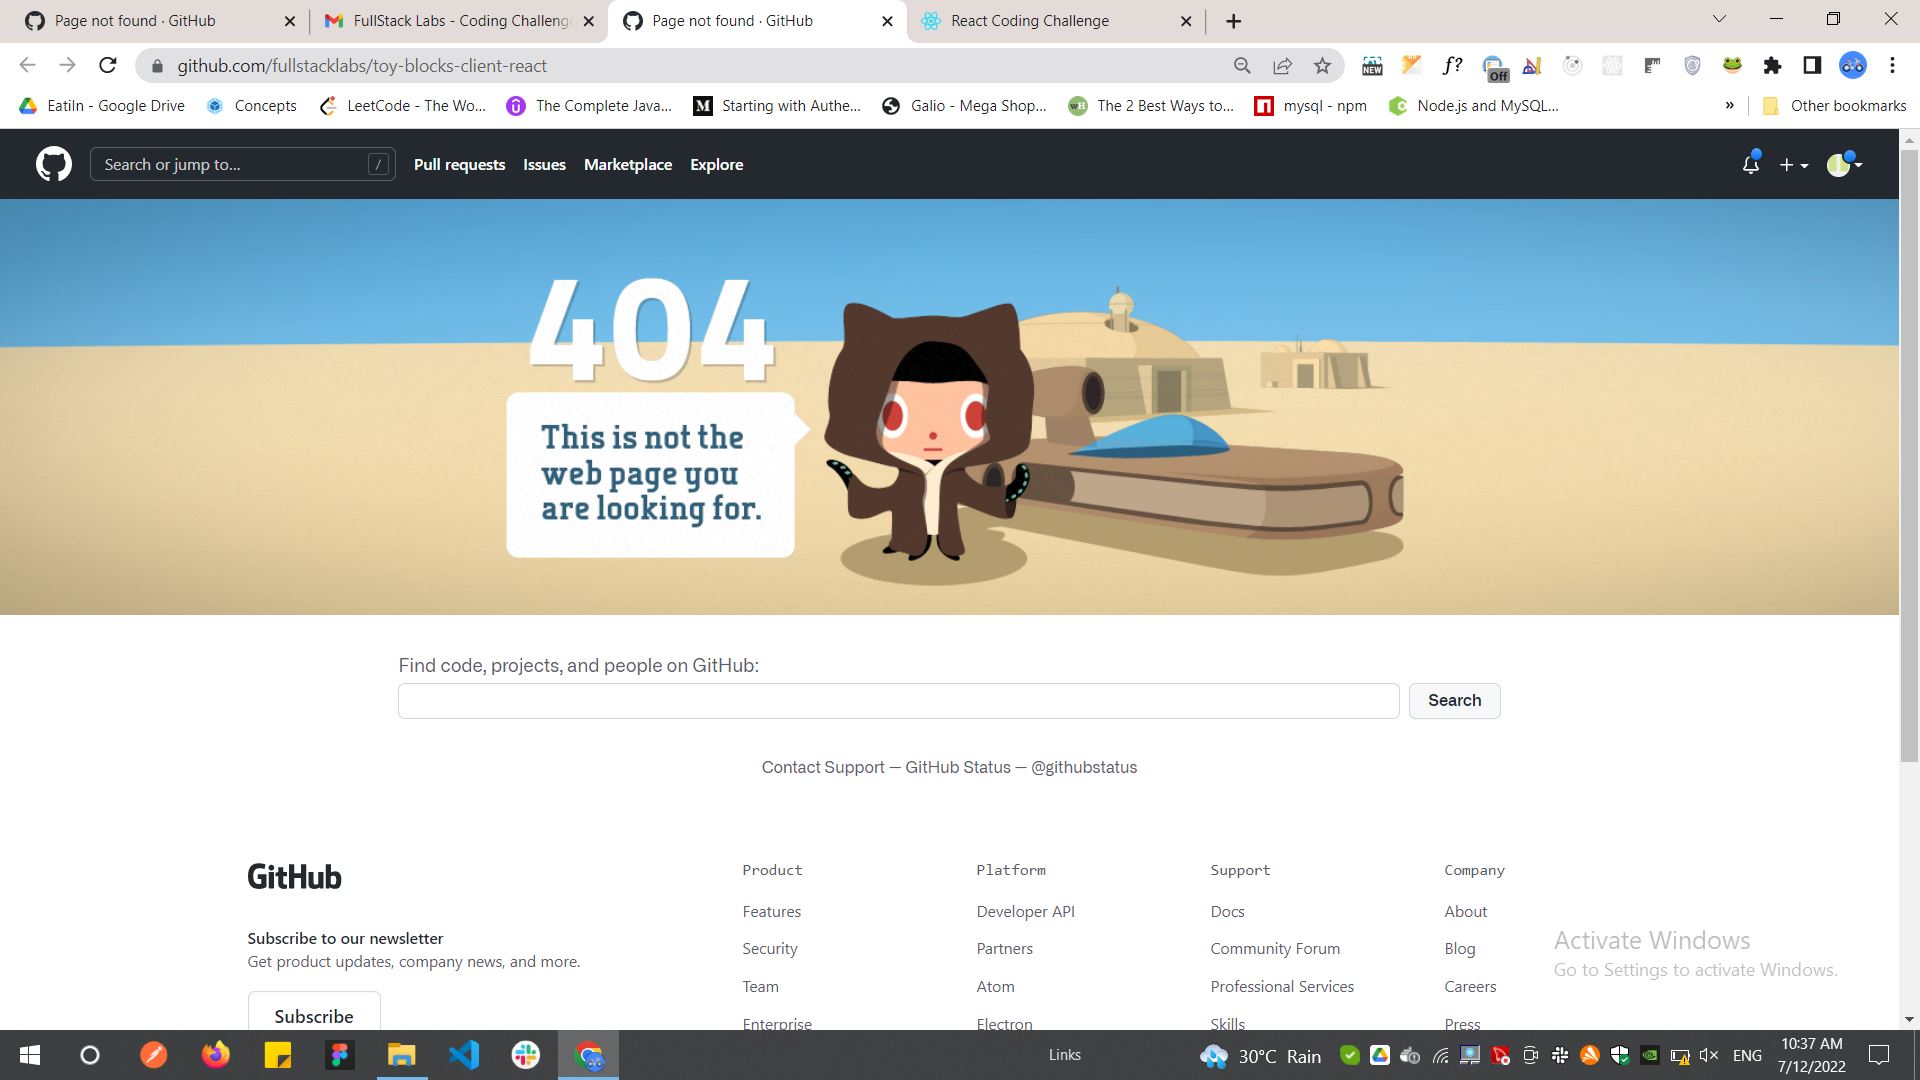 Page not found · GitHub
FullStack Labs - Coding Challenge
Page not found · GitHub
React Coding Challenge
github.com/fullstacklabs/toy-blocks-client-react
NEW
f?
Off
EatiIn - Google Drive
Concepts
LeetCode - The Wo...
The Complete Java...
Starting with Authe...
Galio - Mega Shop...
The 2 Best Ways to...
mysql - npm
Node.js and MySQL...
»
Other bookmarks
Search or jump to...
/
Pull requests
Issues
Marketplace
Explore
404
This is not the
web page you
are looking for.
Find code, projects, and people on GitHub:
Search
Contact Support — GitHub Status — @githubstatus
GitHub
Subscribe to our newsletter
Get product updates, company news, and more.
Subscribe
Product
Features
Security
Team
Enterprise
Platform
Developer API
Partners
Atom
Electron
Support
Docs
Community Forum
Professional Services
Skills
Company
About
Blog
Careers
Press
Activate Windows
Go to Settings to activate Windows.
Links
30°C Rain
ENG
10:37 AM
7/12/2022